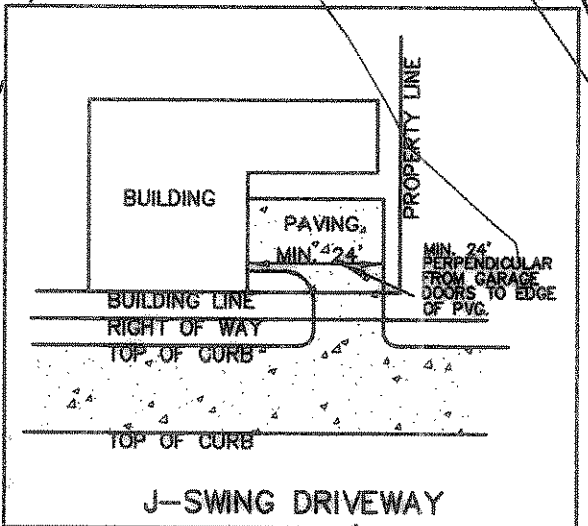 PROPERTY LINE
BUILDING
PAVING
MIN. 24'
MIN. 24'
PERPENDICULAR
FROM GARAGE
DOORS TO EDGE
OF PVG.
BUILDING LINE
RIGHT OF WAY
TOP OF CURB
TOP OF CURB
J-SWING DRIVEWAY